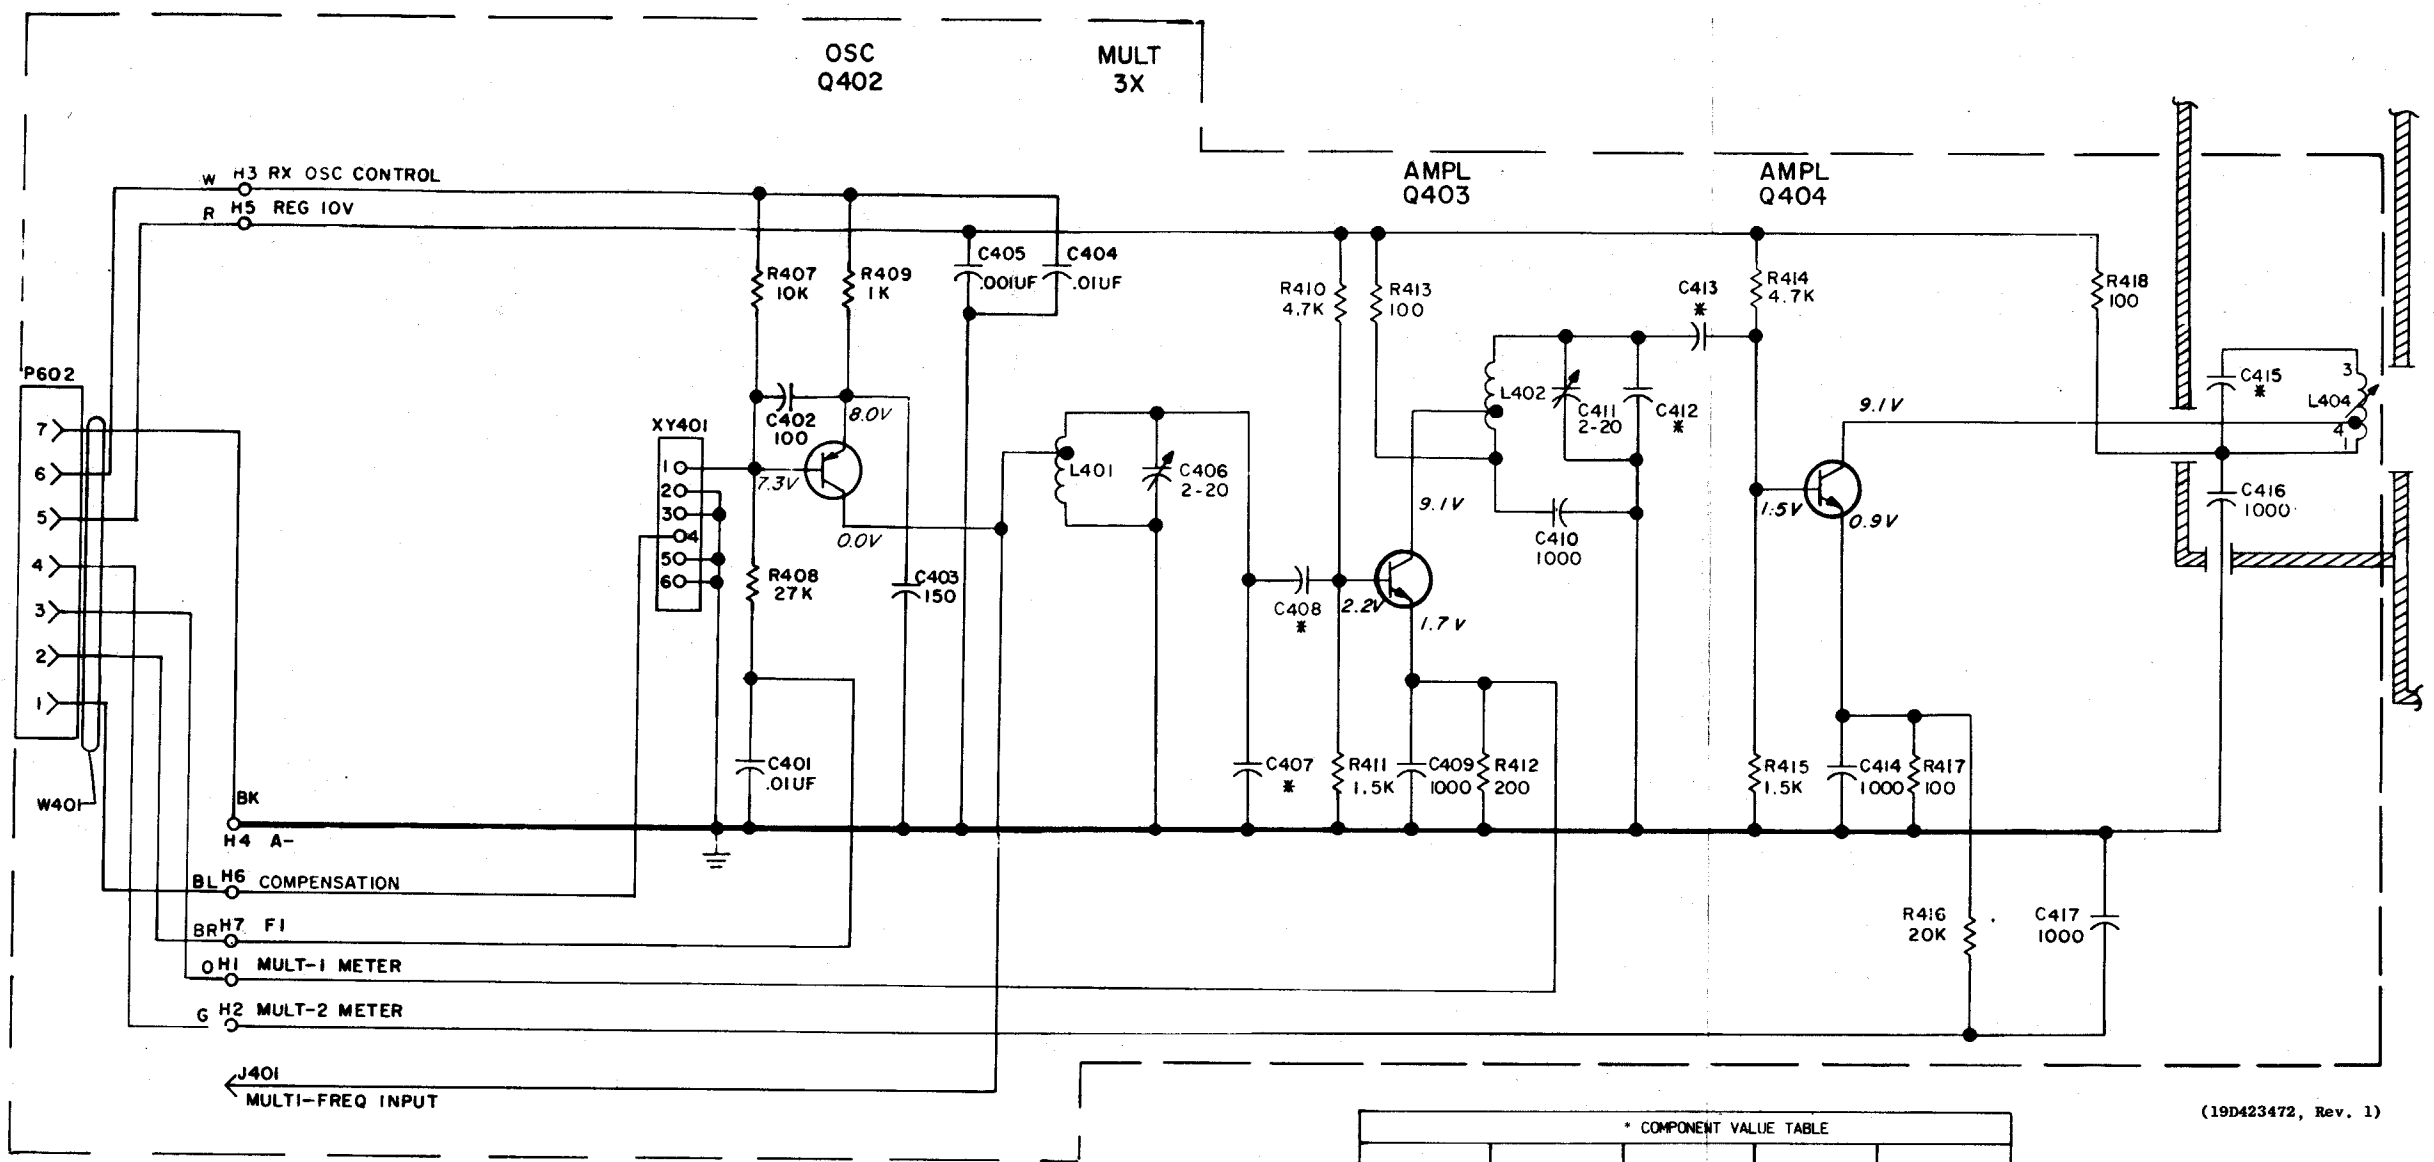 OSC
Q402
MULT
3X
AMPL
Q403
AMPL
Q404
W H3 RX OSC CONTROL
R H5 REG 10V
C405
.001UF
C404
.01UF
R407
10K
R409
1K
R410
4.7K
R413
100
C413
*
R414
4.7K
R418
100
P602
7
6
5
4
3
2
1
W401
XY401
1
2
3
4
5
6
C402
100
8.0V
7.3V
0.0V
R408
27K
C403
150
C401
.01UF
L401
C406
2-20
L402
C411
2-20
C412
*
C410
1000
9.1V
C408
*
2.2V
1.7V
C407
*
R411
1.5K
C409
1000
R412
200
9.1V
1.5V
0.9V
R415
1.5K
C414
1000
R417
100
C415
*
L404
3
4
1
C416
1000
R416
20K
C417
1000
BK
H4 A-
BL H6 COMPENSATION
BR H7 F1
O H1 MULT-1 METER
G H2 MULT-2 METER
J401
MULTI-FREQ INPUT
(19D423472, Rev. 1)
* COMPONENT VALUE TABLE